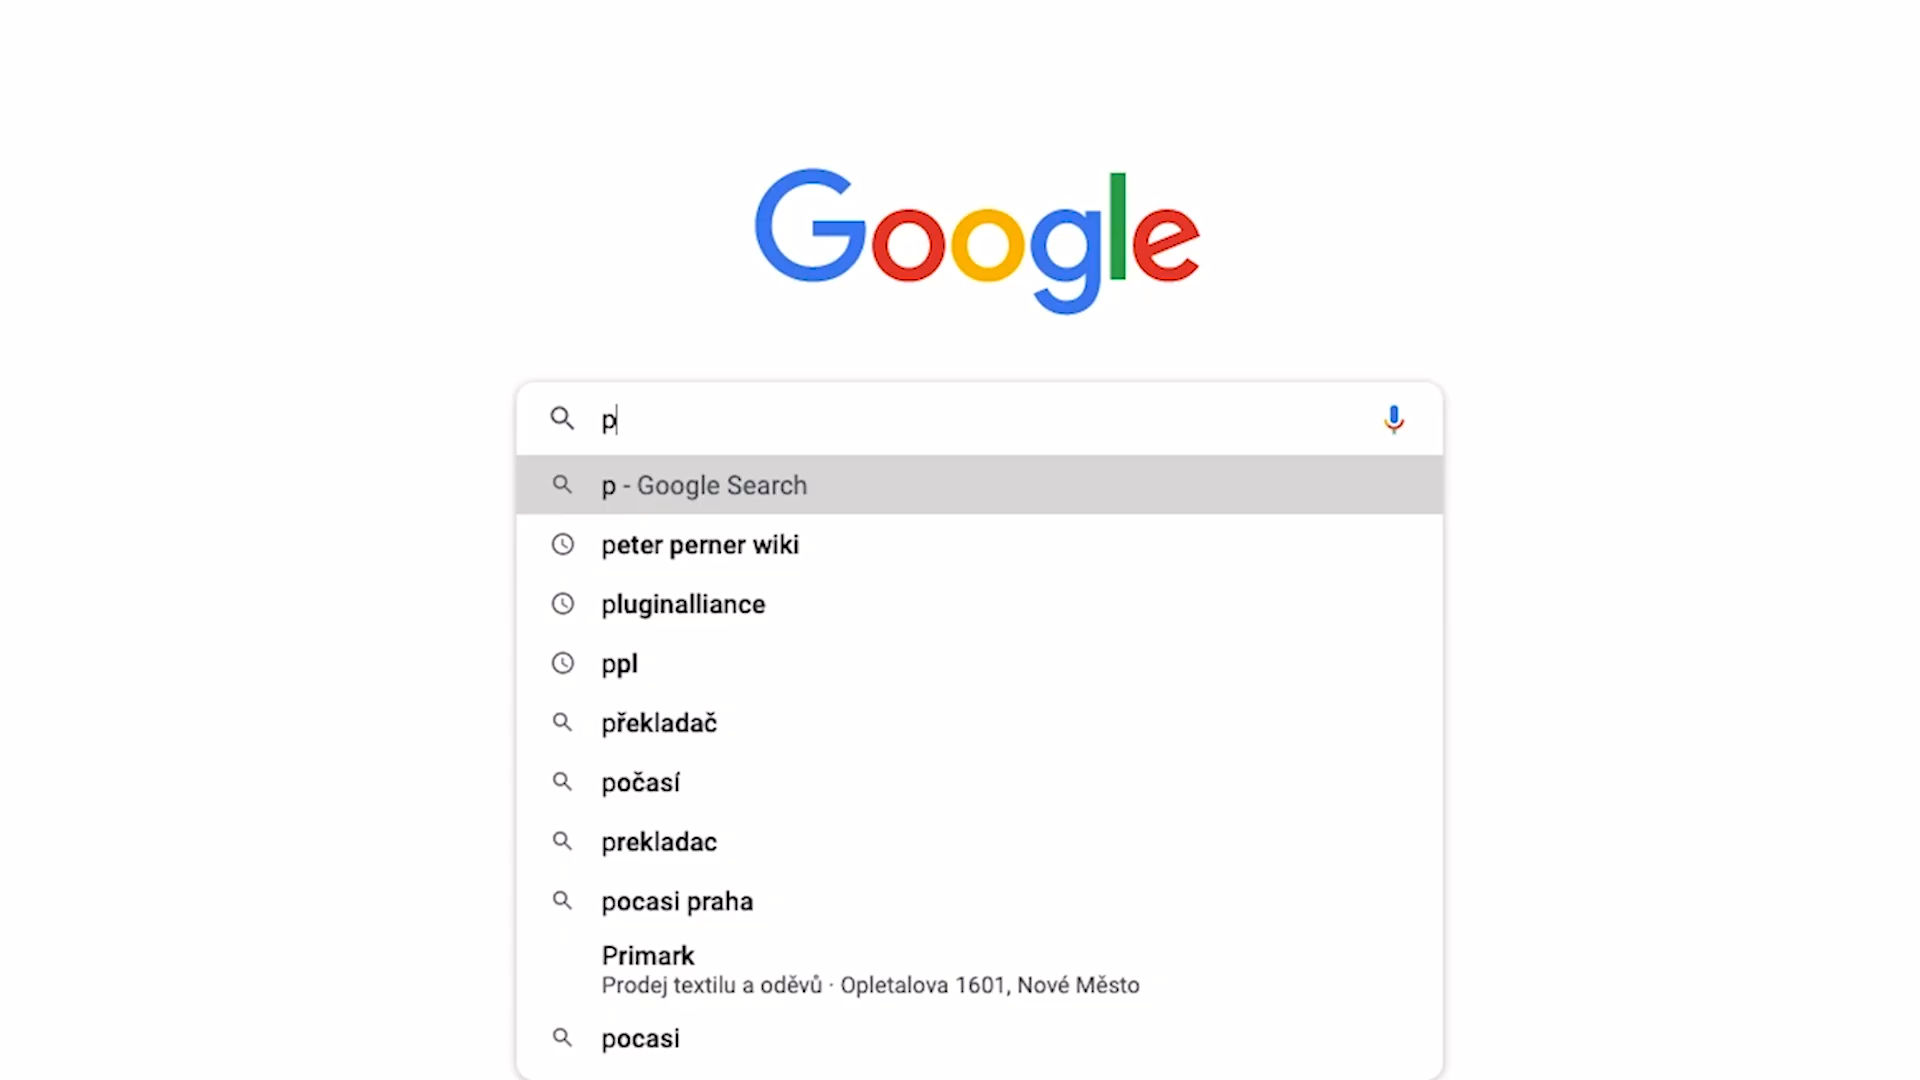 Google
p
p - Google Search
peter perner wiki
pluginalliance
ppl
překladač
počasí
prekladac
pocasi praha
Primark
Prodej textilu a oděvů · Opletalova 1601, Nové Město
pocasi